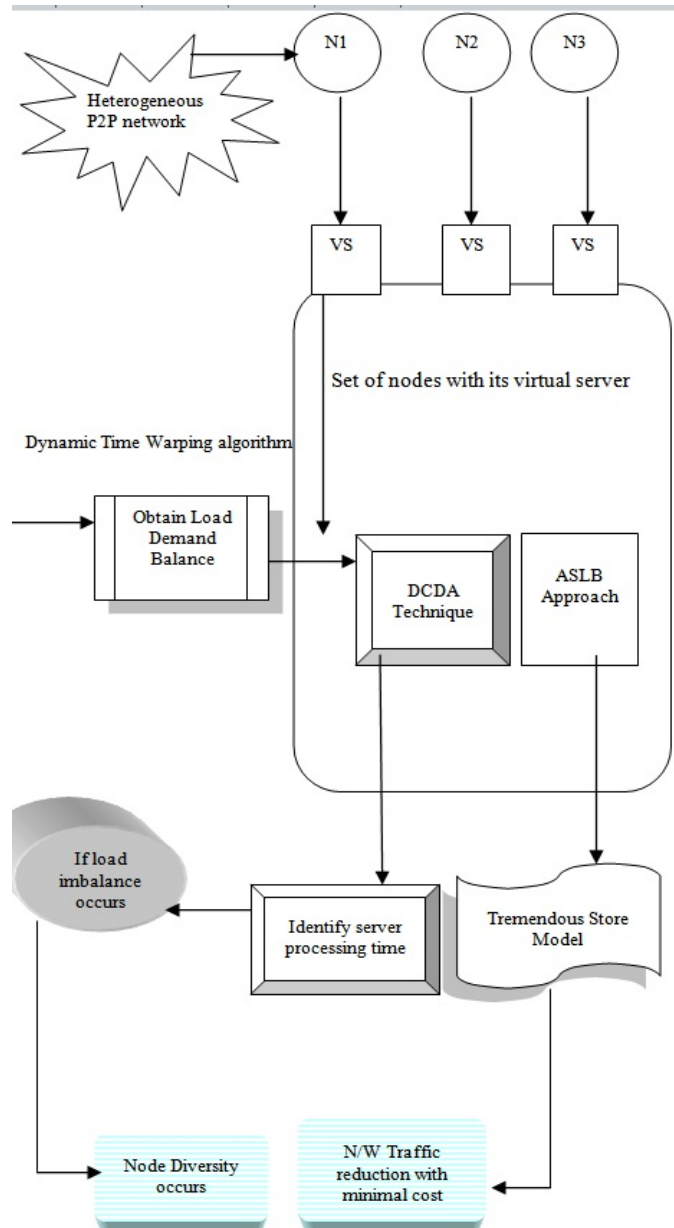 N1
N2
N3
Heterogeneous
P2P network
VS
VS
VS
Set of nodes with its virtual server
Dynamic Time Warping algorithm
Obtain Load
Demand
Balance
DCDA
Technique
ASLB
Approach
If load
imbalance
occurs
Identify server
processing time
Tremendous Store
Model
Node Diversity
occurs
N/W Traffic
reduction with
minimal cost